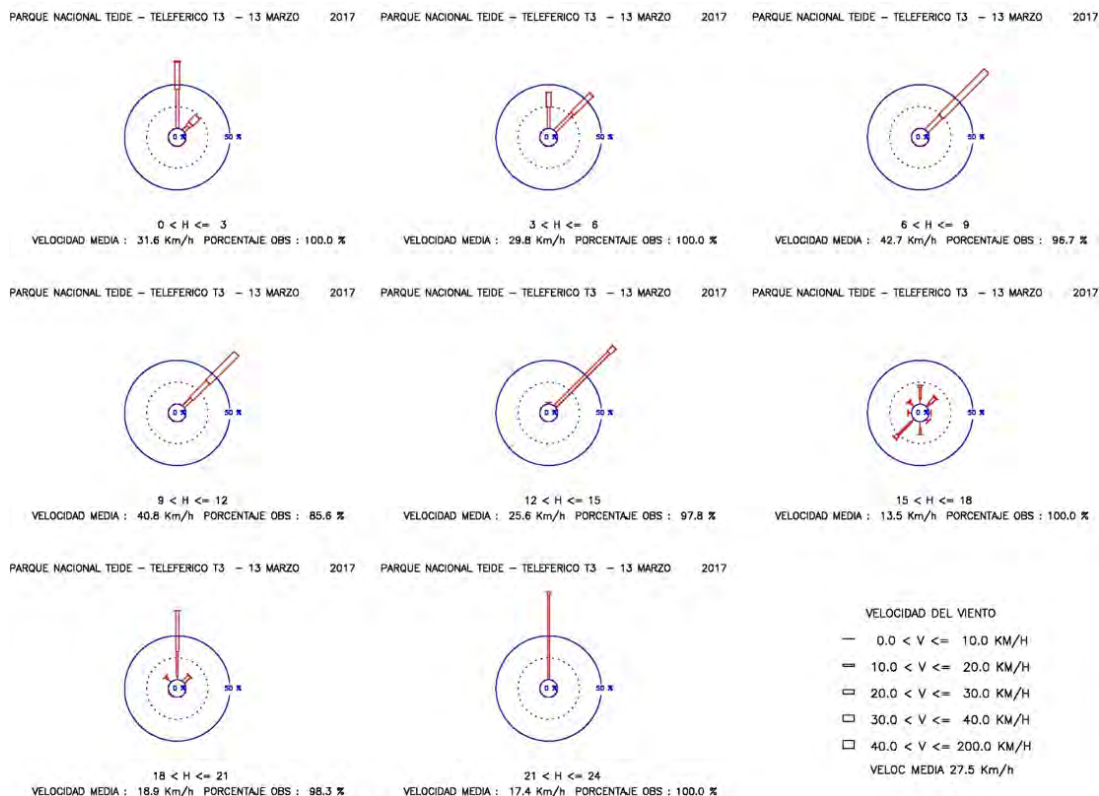 PARQUE NACIONAL TEIDE – TELEFERICO T3 – 13 MARZO 2017
0 %
50 %
0 < H <= 3
VELOCIDAD MEDIA : 31.6 Km/h PORCENTAJE OBS : 100.0 %
PARQUE NACIONAL TEIDE – TELEFERICO T3 – 13 MARZO 2017
0 %
50 %
3 < H <= 6
VELOCIDAD MEDIA : 29.8 Km/h PORCENTAJE OBS : 100.0 %
PARQUE NACIONAL TEIDE – TELEFERICO T3 – 13 MARZO 2017
0 %
50 %
6 < H <= 9
VELOCIDAD MEDIA : 42.7 Km/h PORCENTAJE OBS : 96.7 %
PARQUE NACIONAL TEIDE – TELEFERICO T3 – 13 MARZO 2017
0 %
50 %
9 < H <= 12
VELOCIDAD MEDIA : 40.8 Km/h PORCENTAJE OBS : 85.6 %
PARQUE NACIONAL TEIDE – TELEFERICO T3 – 13 MARZO 2017
0 %
50 %
12 < H <= 15
VELOCIDAD MEDIA : 25.6 Km/h PORCENTAJE OBS : 97.8 %
PARQUE NACIONAL TEIDE – TELEFERICO T3 – 13 MARZO 2017
0 %
50 %
15 < H <= 18
VELOCIDAD MEDIA : 13.5 Km/h PORCENTAJE OBS : 100.0 %
PARQUE NACIONAL TEIDE – TELEFERICO T3 – 13 MARZO 2017
0 %
50 %
18 < H <= 21
VELOCIDAD MEDIA : 18.9 Km/h PORCENTAJE OBS : 98.3 %
PARQUE NACIONAL TEIDE – TELEFERICO T3 – 13 MARZO 2017
0 %
50 %
21 < H <= 24
VELOCIDAD MEDIA : 17.4 Km/h PORCENTAJE OBS : 100.0 %
VELOCIDAD DEL VIENTO
0.0 < V <= 10.0 KM/H
10.0 < V <= 20.0 KM/H
20.0 < V <= 30.0 KM/H
30.0 < V <= 40.0 KM/H
40.0 < V <= 200.0 KM/H
VELOC MEDIA 27.5 Km/h